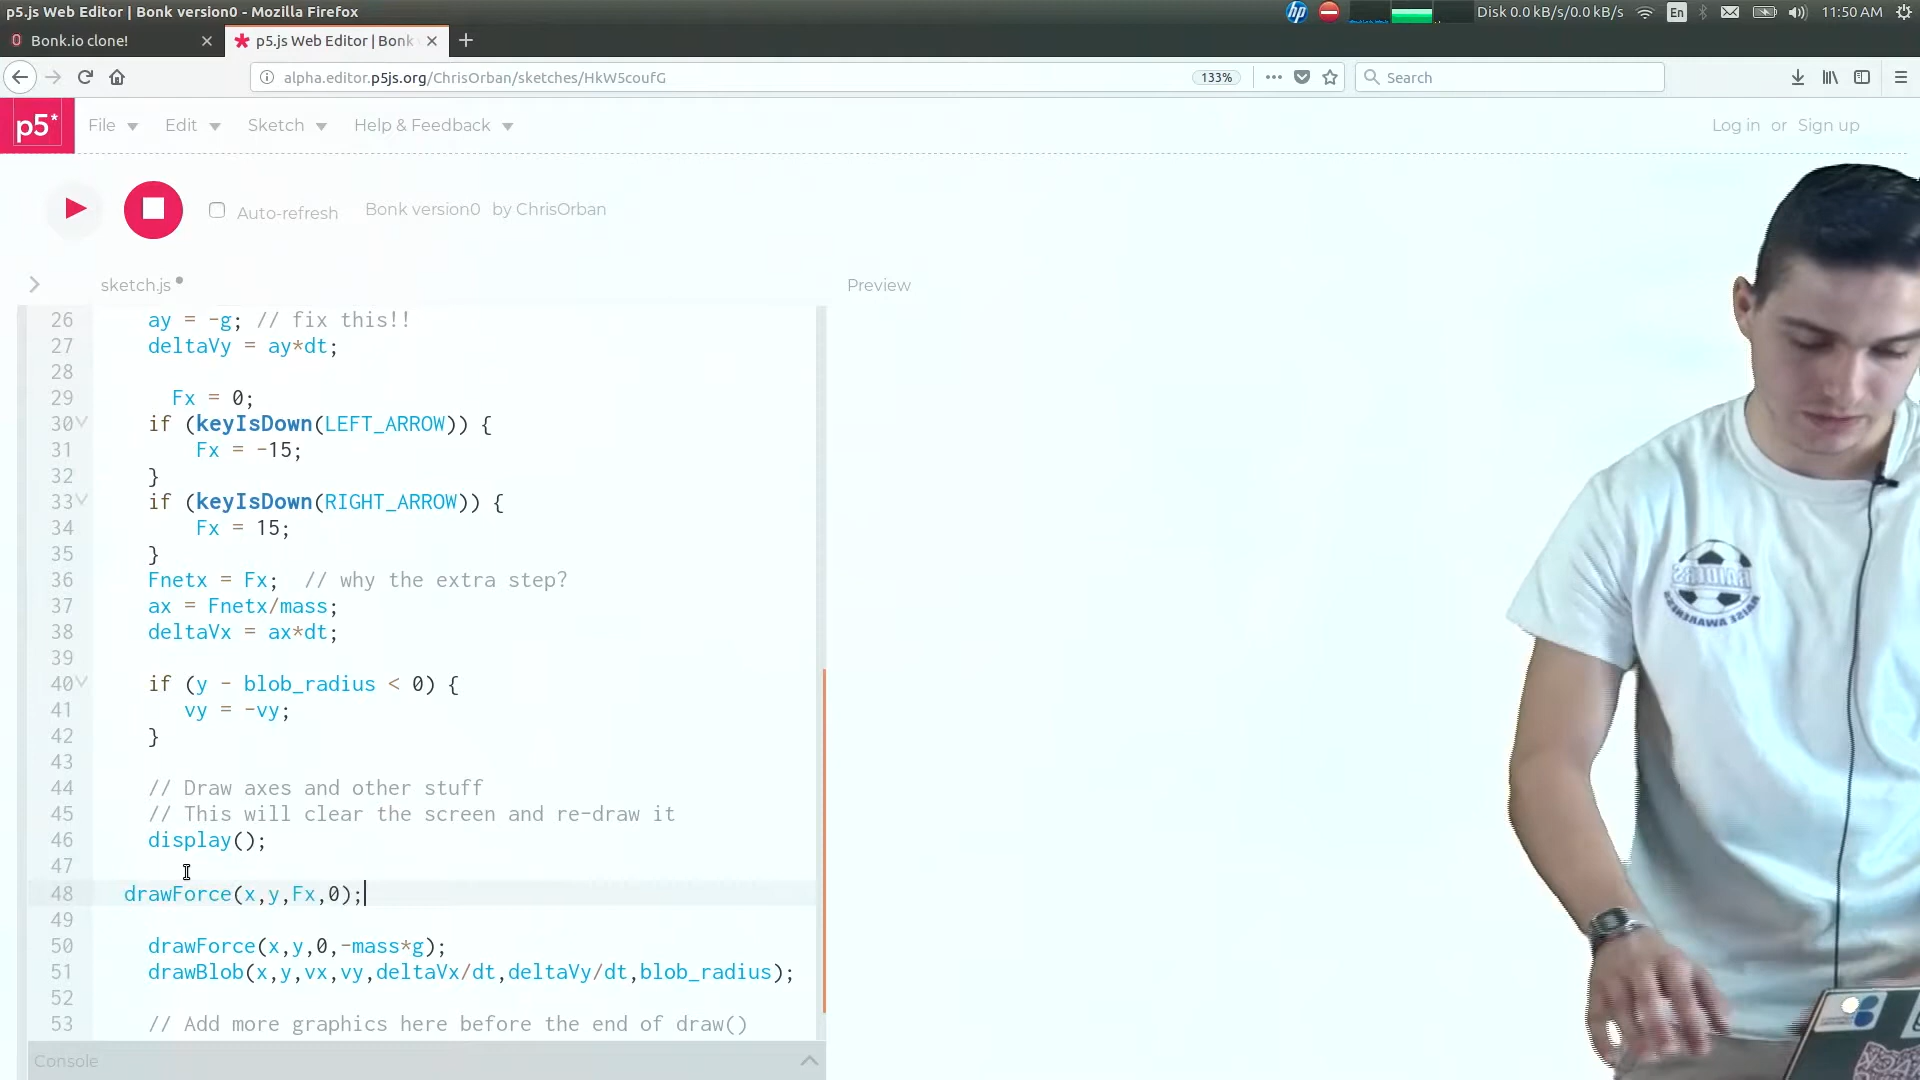 p5.js Web Editor | Bonk version0 - Mozilla Firefox
hp
Disk 0.0 kB/s/0.0 kB/s
En
11:50 AM
Bonk.io clone!
p5.js Web Editor | Bonk
alpha.editor.p5js.org/ChrisOrban/sketches/HkW5coufG
133%
Search
p5*
File
Edit
Sketch
Help & Feedback
Log in or Sign up
Auto-refresh
Bonk version0 by ChrisOrban
sketch.js
Preview
26 ay = -g; // fix this!!
27 deltaVy = ay*dt;
28
29 Fx = 0;
30 if (keyIsDown(LEFT_ARROW)) {
31 Fx = -15;
32 }
33 if (keyIsDown(RIGHT_ARROW)) {
34 Fx = 15;
35 }
36 Fnetx = Fx; // why the extra step?
37 ax = Fnetx/mass;
38 deltaVx = ax*dt;
39
40 if (y - blob_radius < 0) {
41 vy = -vy;
42 }
43
44 // Draw axes and other stuff
45 // This will clear the screen and re-draw it
46 display();
47
48 drawForce(x,y,Fx,0);
49
50 drawForce(x,y,0,-mass*g);
51 drawBlob(x,y,vx,vy,deltaVx/dt,deltaVy/dt,blob_radius);
52
53 // Add more graphics here before the end of draw()
Console
RAIDERS
RAISE AWARENESS